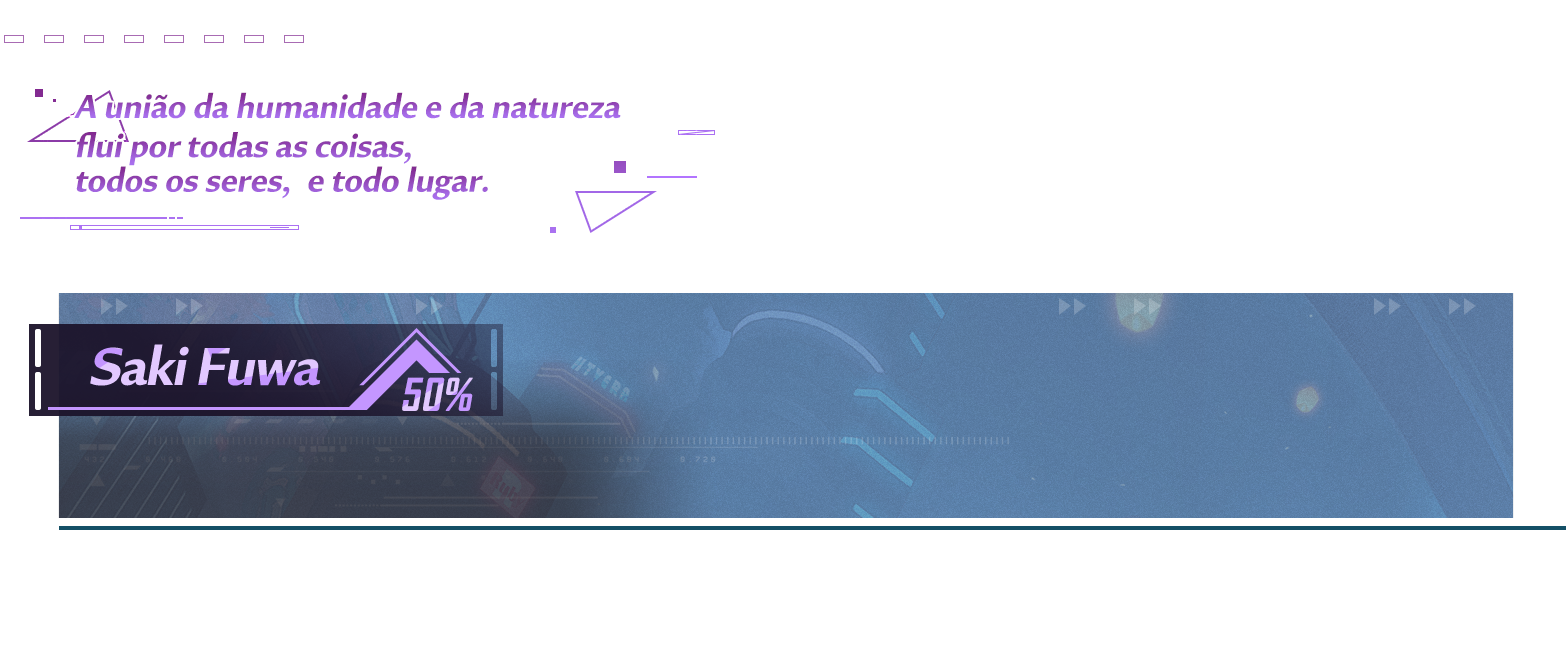 A união da humanidade e da natureza
flui por todas as coisas,
todos os seres, e todo lugar.
Saki Fuwa
50%